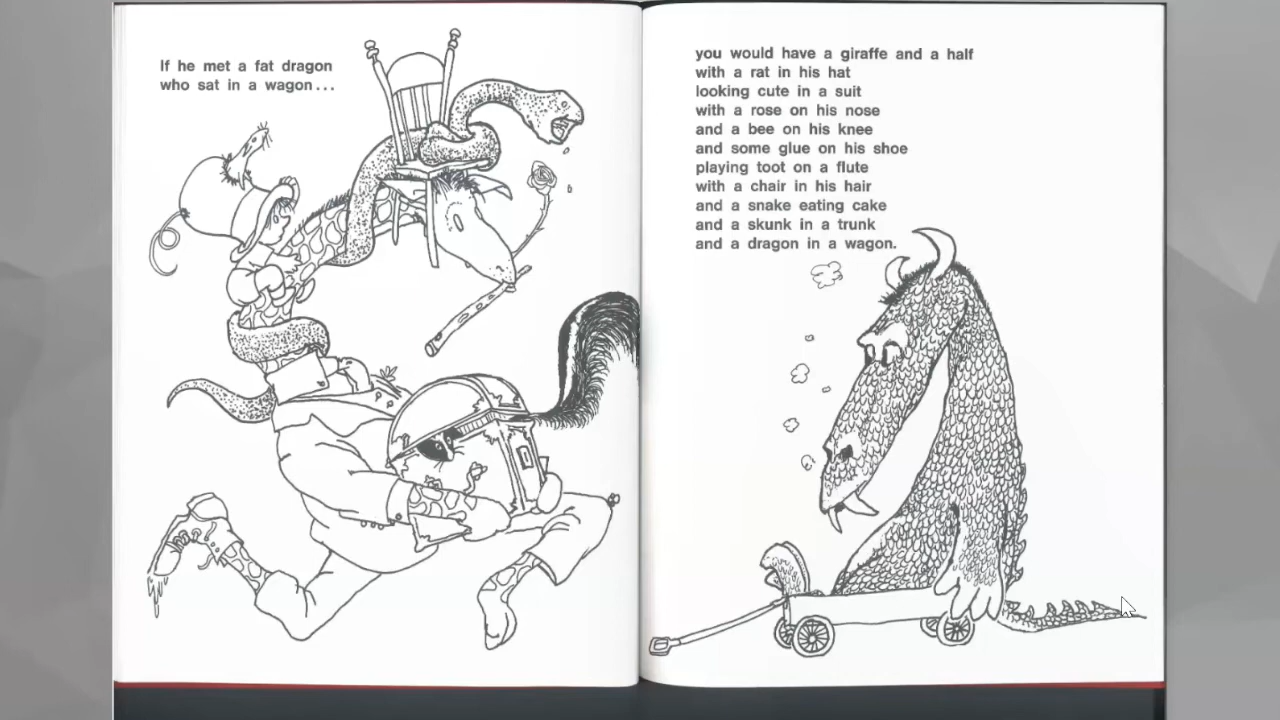 If he met a fat dragon
who sat in a wagon...
you would have a giraffe and a half
with a rat in his hat
looking cute in a suit
with a rose on his nose
and a bee on his knee
and some glue on his shoe
playing toot on a flute
with a chair in his hair
and a snake eating cake
and a skunk in a trunk
and a dragon in a wagon.